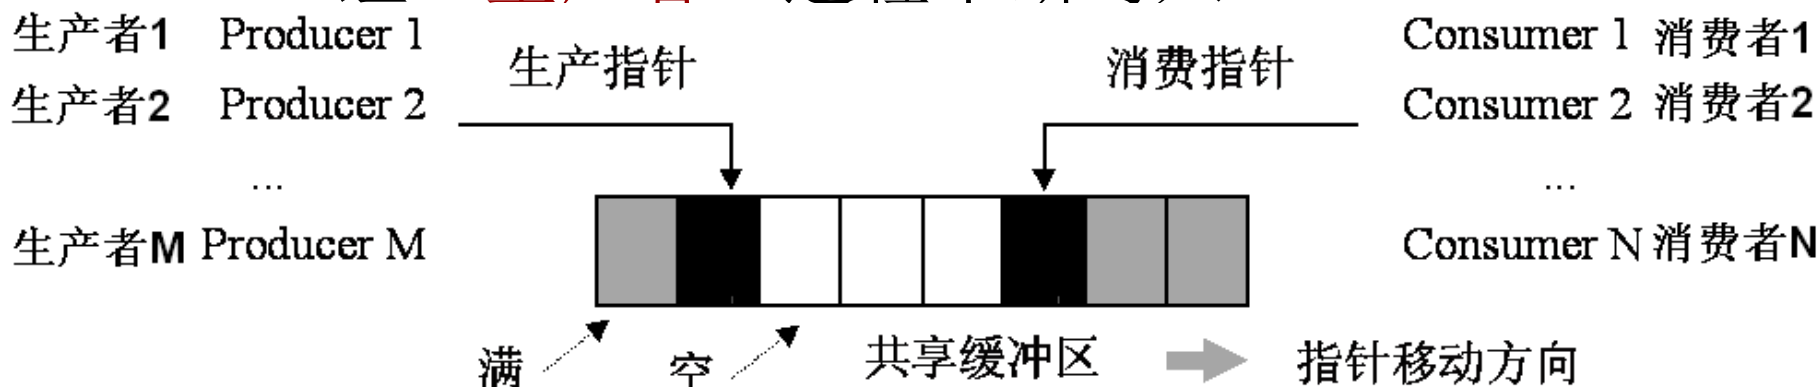 生产者1 Producer 1
生产者2 Producer 2
...
生产者M Producer M
生产指针
消费指针
Consumer 1 消费者1
Consumer 2 消费者2
...
Consumer N 消费者N
满
空
共享缓冲区
指针移动方向